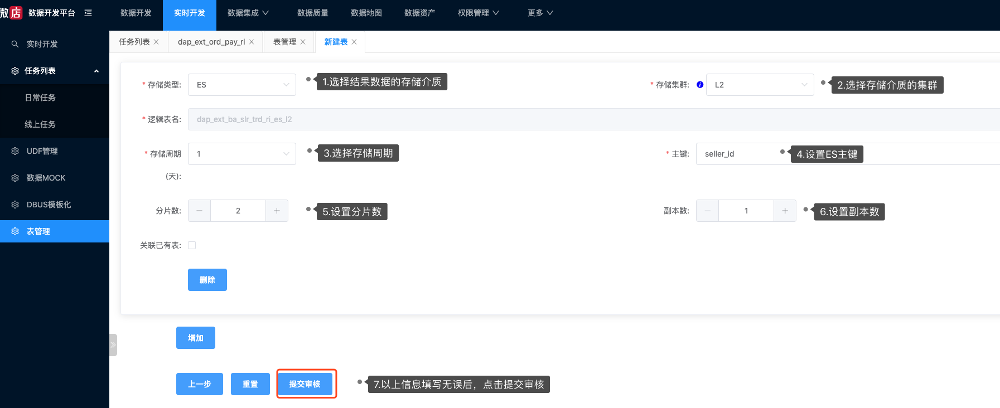 微店 数据开发平台 数据开发 实时开发 数据集成 数据质量 数据地图 数据资产 权限管理 更多
实时开发
任务列表
日常任务
线上任务
UDF管理
数据MOCK
DBUS模板化
表管理
任务列表 dap_ext_ord_pay_ri 表管理 新建表
* 存储类型: ES 1.选择结果数据的存储介质 * 存储集群: L2 2.选择存储介质的集群
* 逻辑表名: dap_ext_ba_slr_trd_ri_es_l2
* 存储周期 1 3.选择存储周期 * 主键: seller_id 4.设置ES主键
(天):
分片数: 2 5.设置分片数 副本数: 1 6.设置副本数
关联已有表:
删除
增加
上一步 重置 提交审核 7.以上信息填写无误后，点击提交审核